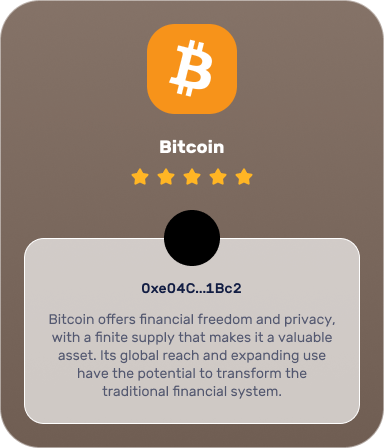 Bitcoin
0xe04C...1Bc2
Bitcoin offers financial freedom and privacy,
with a finite supply that makes it a valuable
asset. Its global reach and expanding use
have the potential to transform the
traditional financial system.